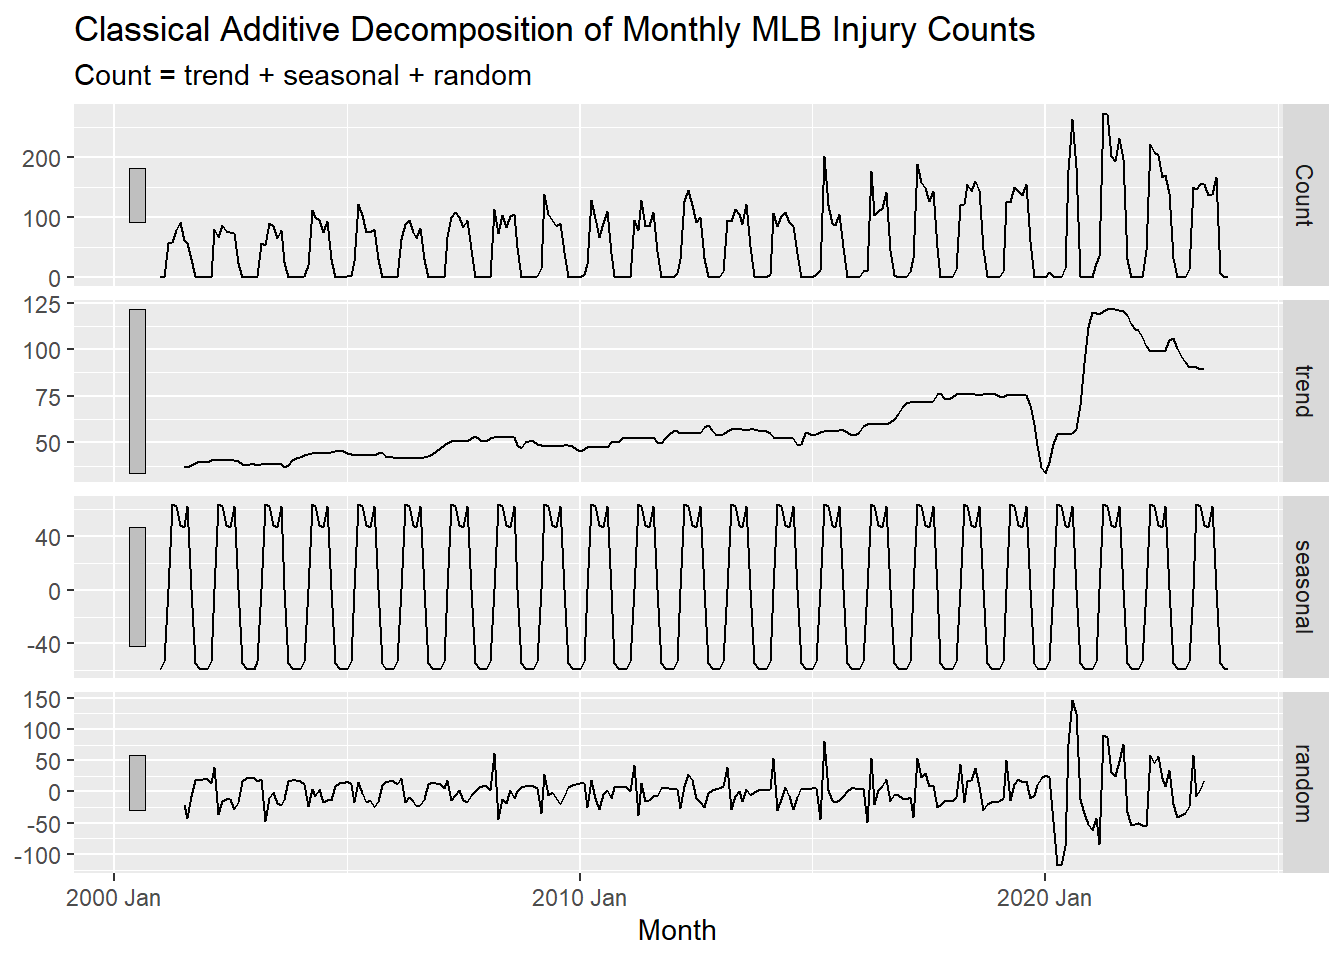 Classical Additive Decomposition of Monthly MLB Injury Counts
Count = trend + seasonal + random
200
100
0
Count
125
100
75
50
trend
40
0
-40
seasonal
150
100
50
0
-50
-100
random
2000 Jan
2010 Jan
2020 Jan
Month